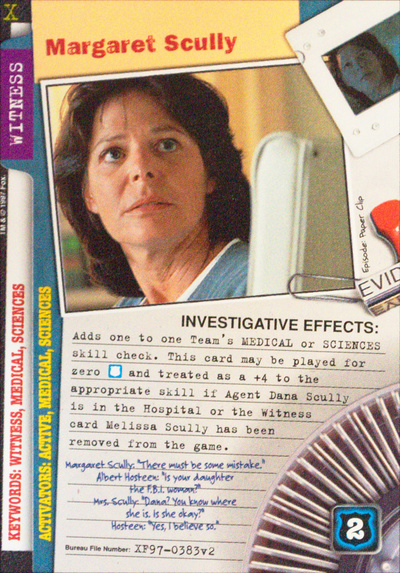 X
Margaret Scully
WITNESS
TM & © 1997 Fox.
Episode: Paper Clip
EVID
KEYWORDS: WITNESS, MEDICAL, SCIENCES
ACTIVATORS: ACTIVE, MEDICAL, SCIENCES
INVESTIGATIVE EFFECTS:
Adds one to one Team's MEDICAL or SCIENCES
skill check. This card may be played for
zero and treated as a +4 to the
appropriate skill if Agent Dana Scully
is in the Hospital or the Witness
card Melissa Scully has been
removed from the game.
Margaret Scully: "There must be some mistake."
Albert Hosteen: "Is your daughter
the F.B.I. woman?"
Mrs. Scully: "Dana? You know where
she is. Is she okay?"
Hosteen: "Yes, I believe so."
Bureau File Number: XF97-0383v2
2